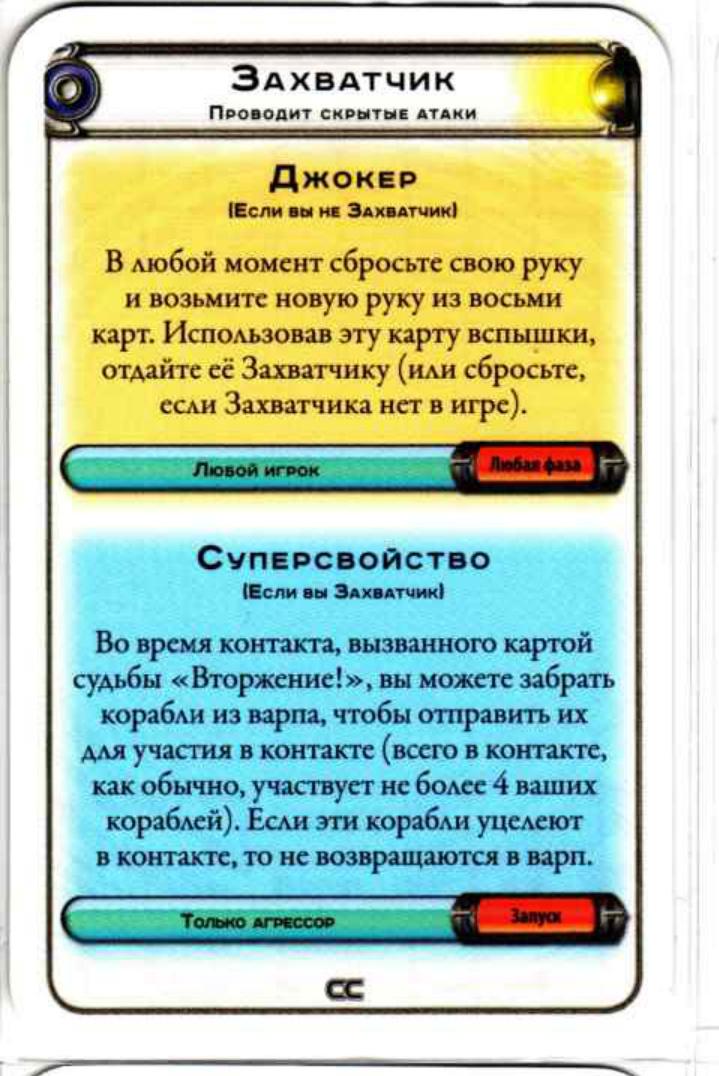 Захватчик
Проводит скрытые атаки
Джокер
(Если вы не Захватчик)
В любой момент сбросьте свою руку
и возьмите новую руку из восьми
карт. Использовав эту карту вспышки,
отдайте её Захватчику (или сбросьте,
если Захватчика нет в игре).
Любой игрок
Любая фаза
Суперсвойство
(Если вы Захватчик)
Во время контакта, вызванного картой
судьбы «Вторжение!», вы можете забрать
корабли из варпа, чтобы отправить их
для участия в контакте (всего в контакте,
как обычно, участвует не более 4 ваших
кораблей). Если эти корабли уцелеют
в контакте, то не возвращаются в варп.
Только агрессор
Запуск
CC